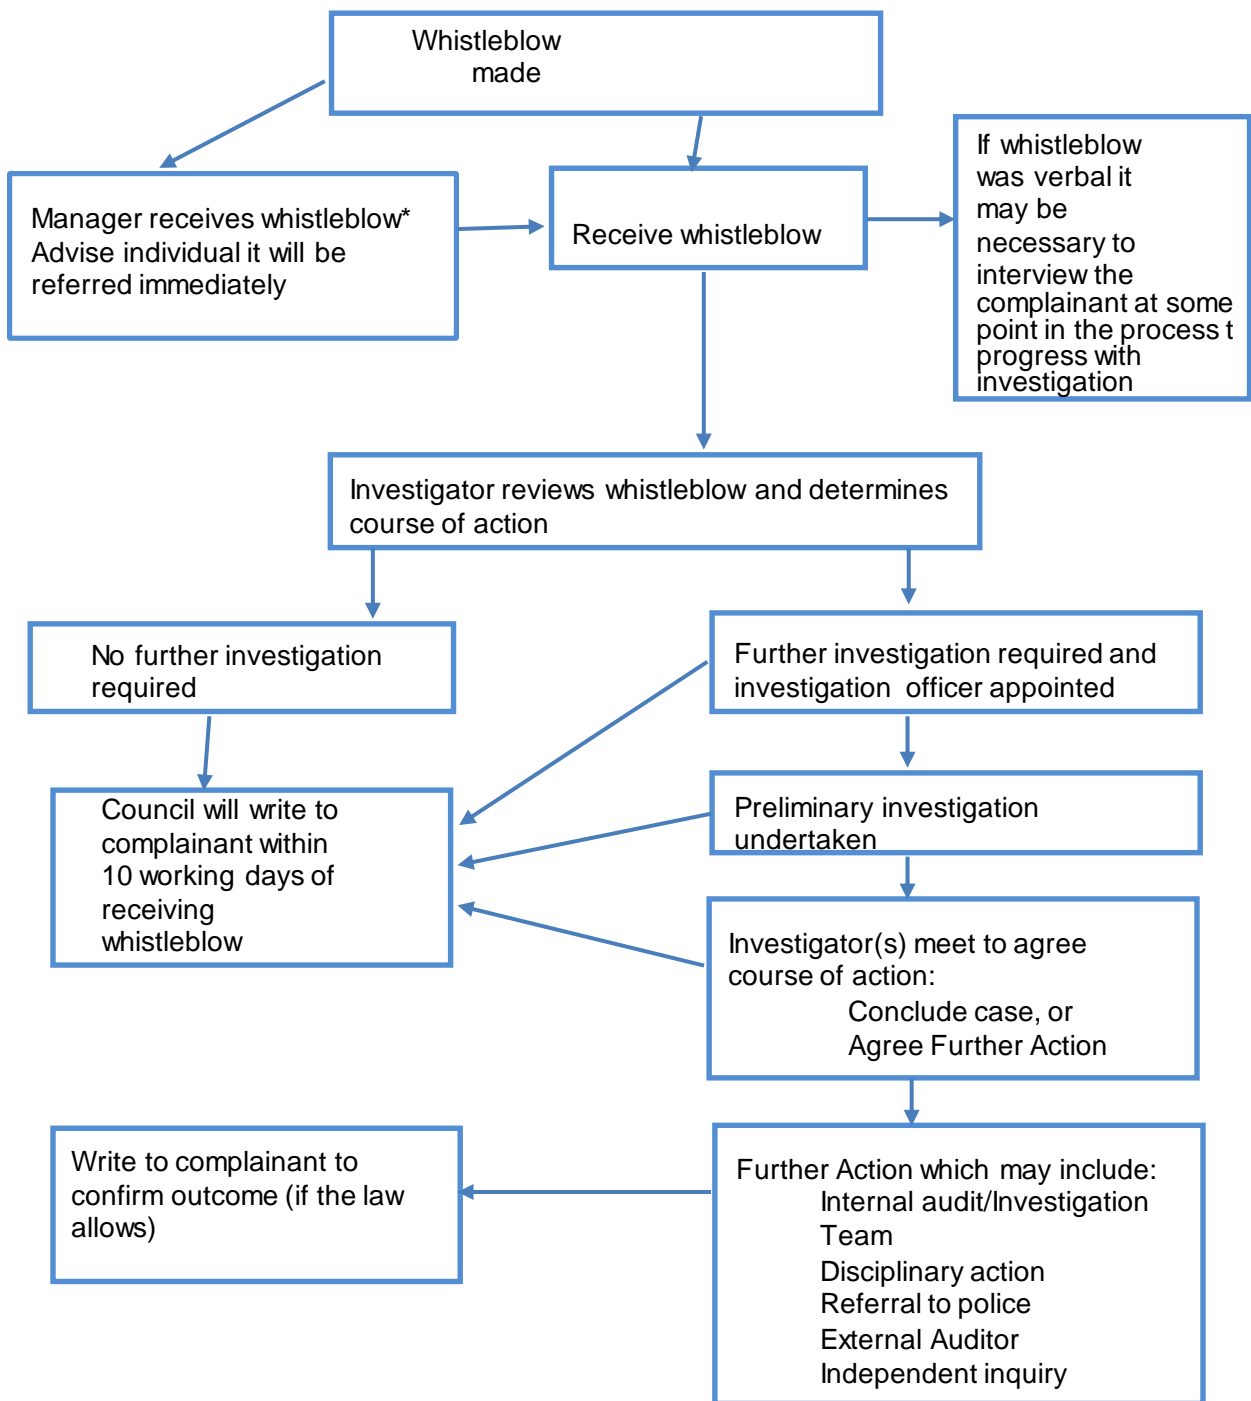 Whistleblow
made
If whistleblow
was verbal it
may be
necessary to
interview the
complainant at some
point in the process t
progress with
investigation
Manager receives whistleblow*
Advise individual it will be
referred immediately
Receive whistleblow
Investigator reviews whistleblow and determines
course of action
No further investigation
required
Further investigation required and
investigation officer appointed
Council will write to
complainant within
10 working days of
receiving
whistleblow
Preliminary investigation
undertaken
Investigator(s) meet to agree
course of action:
Conclude case, or
Agree Further Action
Write to complainant to
confirm outcome (if the law
allows)
Further Action which may include:
Internal audit/Investigation
Team
Disciplinary action
Referral to police
External Auditor
Independent inquiry